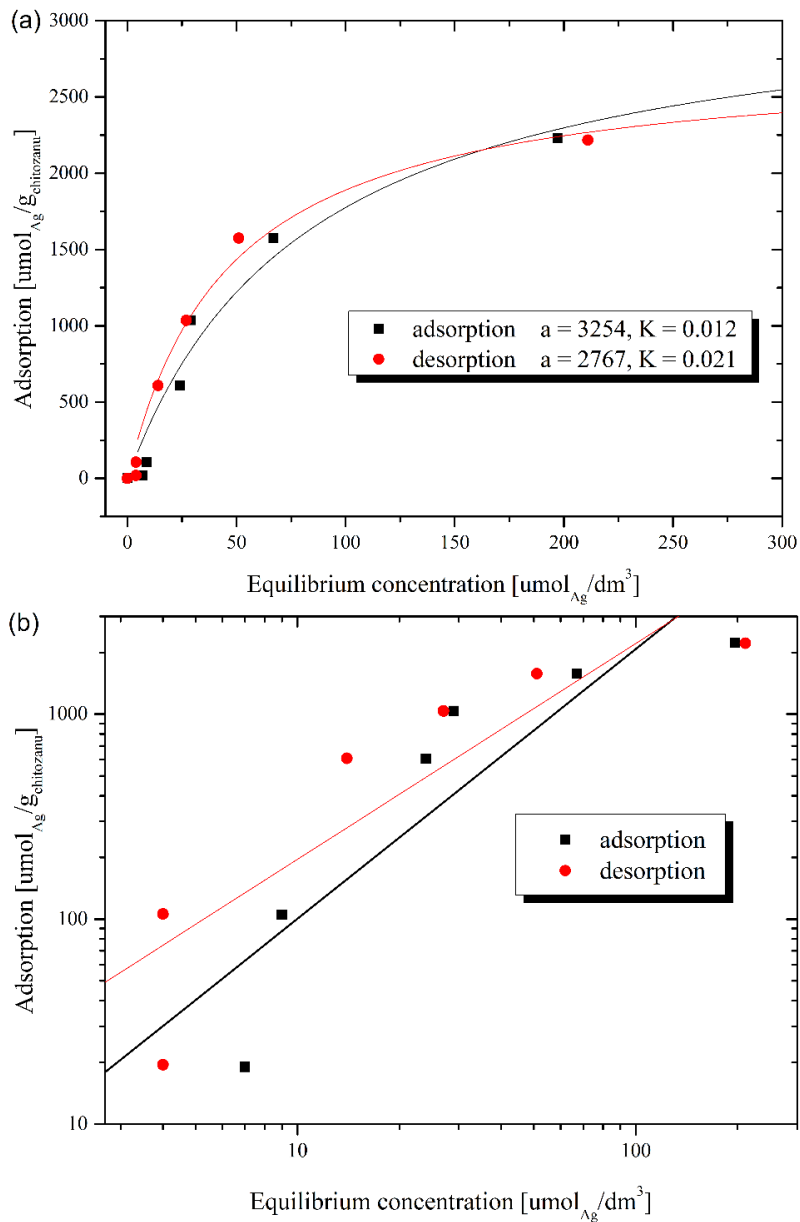 (a)
3000
2500
2000
1500
1000
500
0
Adsorption [umol_Ag/g_chitozanu]
adsorption a = 3254, K = 0.012
desorption a = 2767, K = 0.021
0 50 100 150 200 250 300
Equilibrium concentration [umol_Ag/dm³]
(b)
1000
100
10
Adsorption [umol_Ag/g_chitozanu]
adsorption
desorption
10 100
Equilibrium concentration [umol_Ag/dm³]